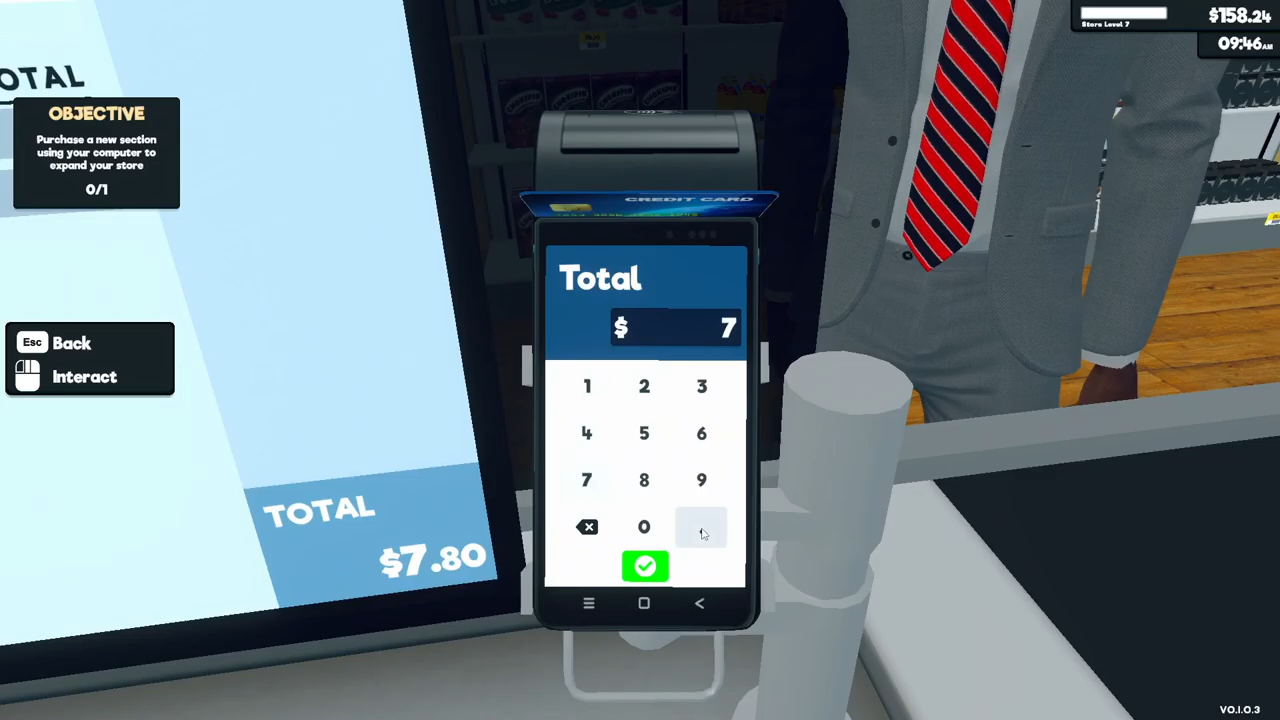 OTAL
OBJECTIVE
Purchase a new section
using your computer to
expand your store
0/1
Esc Back
Interact
TOTAL
$7.80
CREDIT CARD
Total
$ 7
1 2 3
4 5 6
7 8 9
0 .
Store Level 7
$158.24
09:46AM
V0.1.0.3